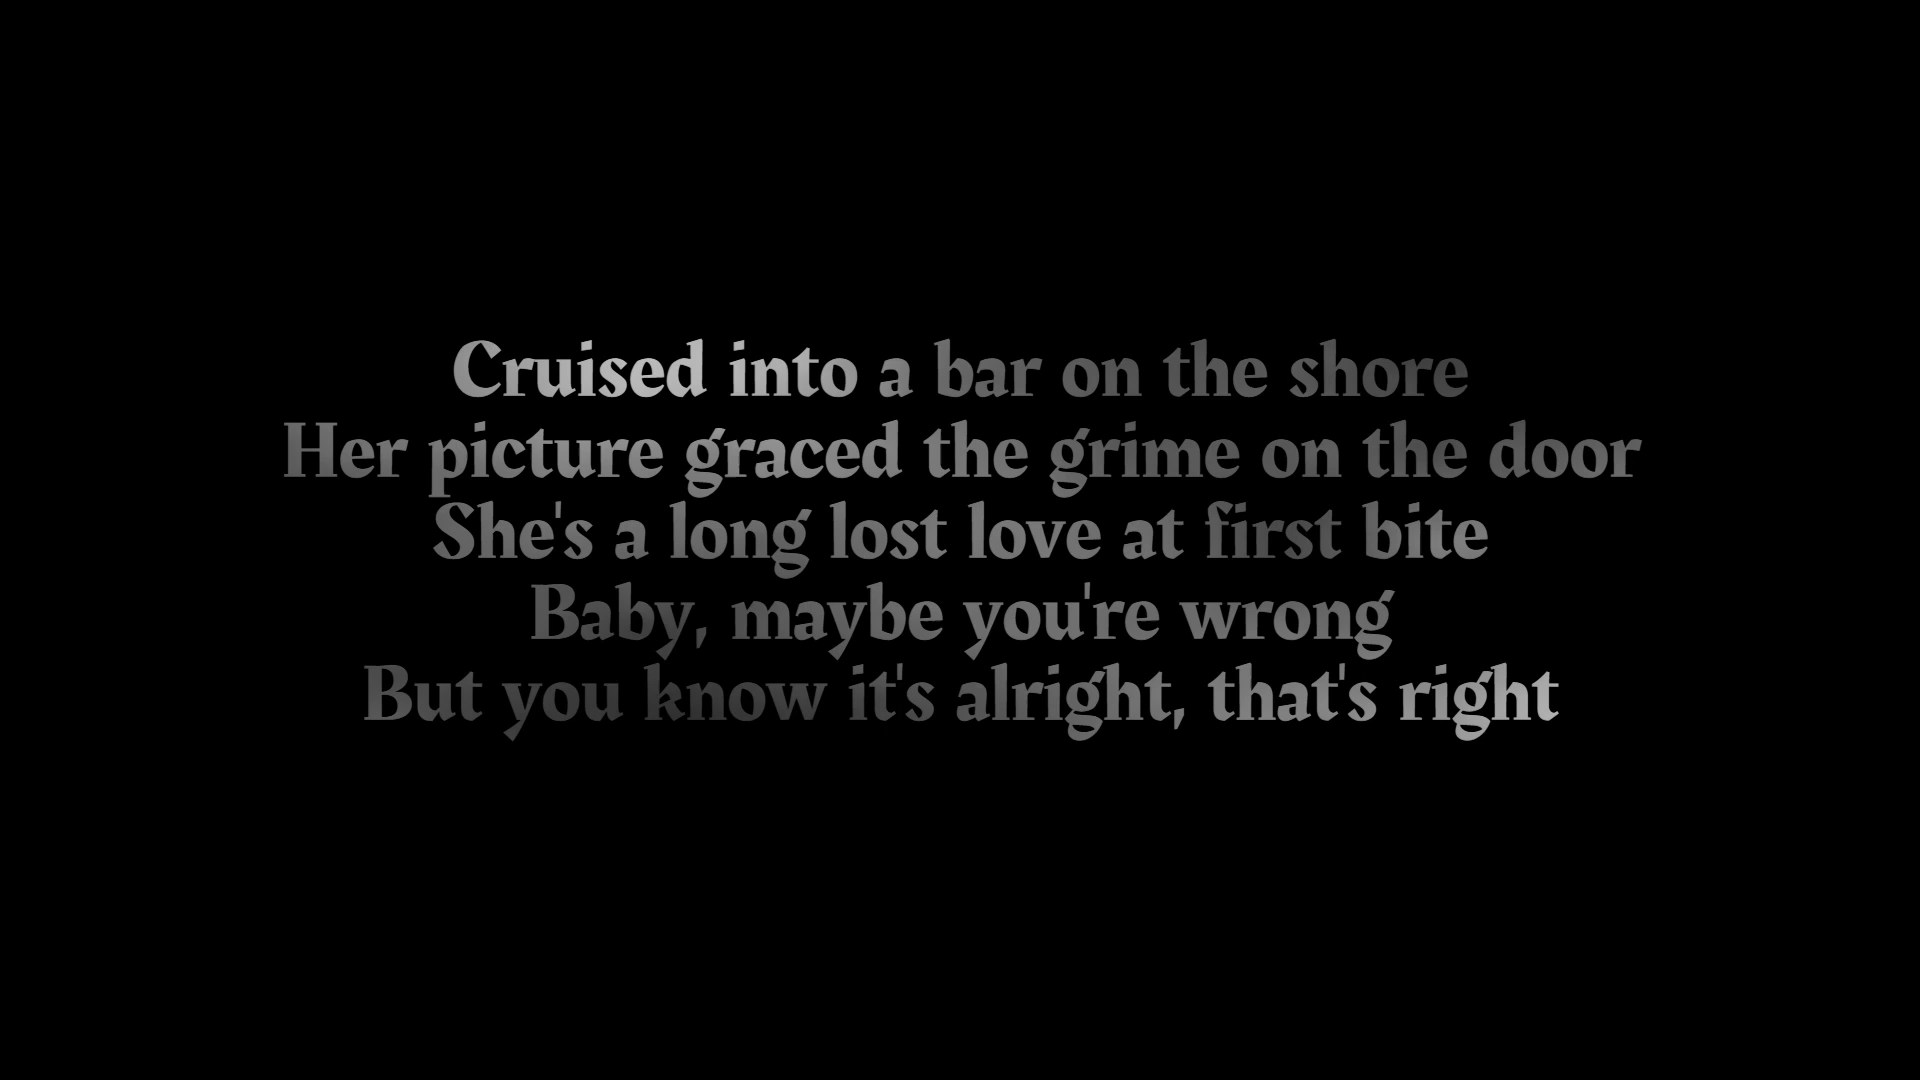 Cruised into a bar on the shore
Her picture graced the grime on the door
She's a long lost love at first bite
Baby, maybe you're wrong
But you know it's alright, that's right